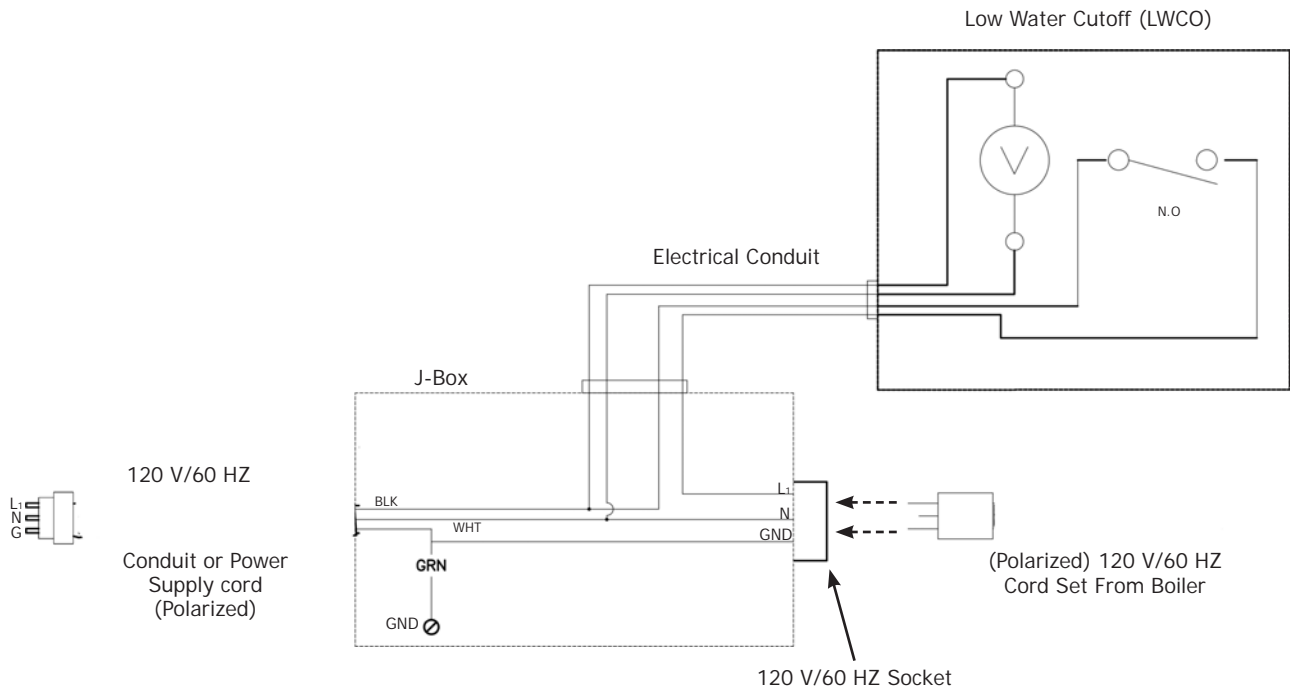 Low Water Cutoff (LWCO)
V
N.O
Electrical Conduit
J-Box
120 V/60 HZ
L1
N
G
BLK
WHT
L1
N
GND
Conduit or Power
Supply cord
(Polarized)
GRN
GND
(Polarized) 120 V/60 HZ
Cord Set From Boiler
120 V/60 HZ Socket